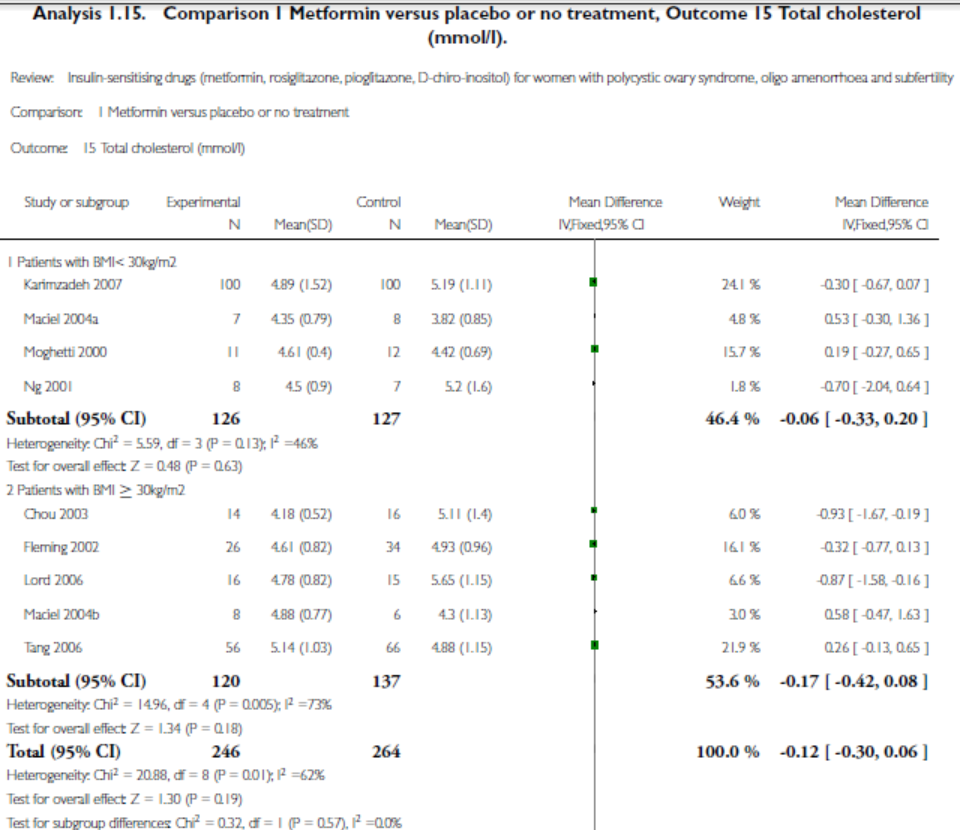 Analysis 1.15. Comparison 1 Metformin versus placebo or no treatment, Outcome 15 Total cholesterol
(mmol/l).
Review: Insulin-sensitising drugs (metformin, rosiglitazone, pioglitazone, D-chiro-inositol) for women with polycystic ovary syndrome, oligo amenorrhoea and subfertility
Comparison: 1 Metformin versus placebo or no treatment
Outcome: 15 Total cholesterol (mmol/l)
Study or subgroup Experimental Control Mean Difference Weight Mean Difference
N Mean(SD) N Mean(SD) IV,Fixed,95% CI IV,Fixed,95% CI
1 Patients with BMI< 30kg/m2
Karimzadeh 2007 100 4.89 (1.52) 100 5.19 (1.11) 24.1 % -0.30 [ -0.67, 0.07 ]
Maciel 2004a 7 4.35 (0.79) 8 3.82 (0.85) 4.8 % 0.53 [ -0.30, 1.36 ]
Moghetti 2000 11 4.61 (0.4) 12 4.42 (0.69) 15.7 % 0.19 [ -0.27, 0.65 ]
Ng 2001 8 4.5 (0.9) 7 5.2 (1.6) 1.8 % -0.70 [ -2.04, 0.64 ]
Subtotal (95% CI) 126 127 46.4 % -0.06 [ -0.33, 0.20 ]
Heterogeneity: Chi² = 5.59, df = 3 (P = 0.13); I² =46%
Test for overall effect: Z = 0.48 (P = 0.63)
2 Patients with BMI ≥ 30kg/m2
Chou 2003 14 4.18 (0.52) 16 5.11 (1.4) 6.0 % -0.93 [ -1.67, -0.19 ]
Fleming 2002 26 4.61 (0.82) 34 4.93 (0.96) 16.1 % -0.32 [ -0.77, 0.13 ]
Lord 2006 16 4.78 (0.82) 15 5.65 (1.15) 6.6 % -0.87 [ -1.58, -0.16 ]
Maciel 2004b 8 4.88 (0.77) 6 4.3 (1.13) 3.0 % 0.58 [ -0.47, 1.63 ]
Tang 2006 56 5.14 (1.03) 66 4.88 (1.15) 21.9 % 0.26 [ -0.13, 0.65 ]
Subtotal (95% CI) 120 137 53.6 % -0.17 [ -0.42, 0.08 ]
Heterogeneity: Chi² = 14.96, df = 4 (P = 0.005); I² =73%
Test for overall effect: Z = 1.34 (P = 0.18)
Total (95% CI) 246 264 100.0 % -0.12 [ -0.30, 0.06 ]
Heterogeneity: Chi² = 20.88, df = 8 (P = 0.01); I² =62%
Test for overall effect: Z = 1.30 (P = 0.19)
Test for subgroup differences: Chi² = 0.32, df = 1 (P = 0.57), I² =0.0%